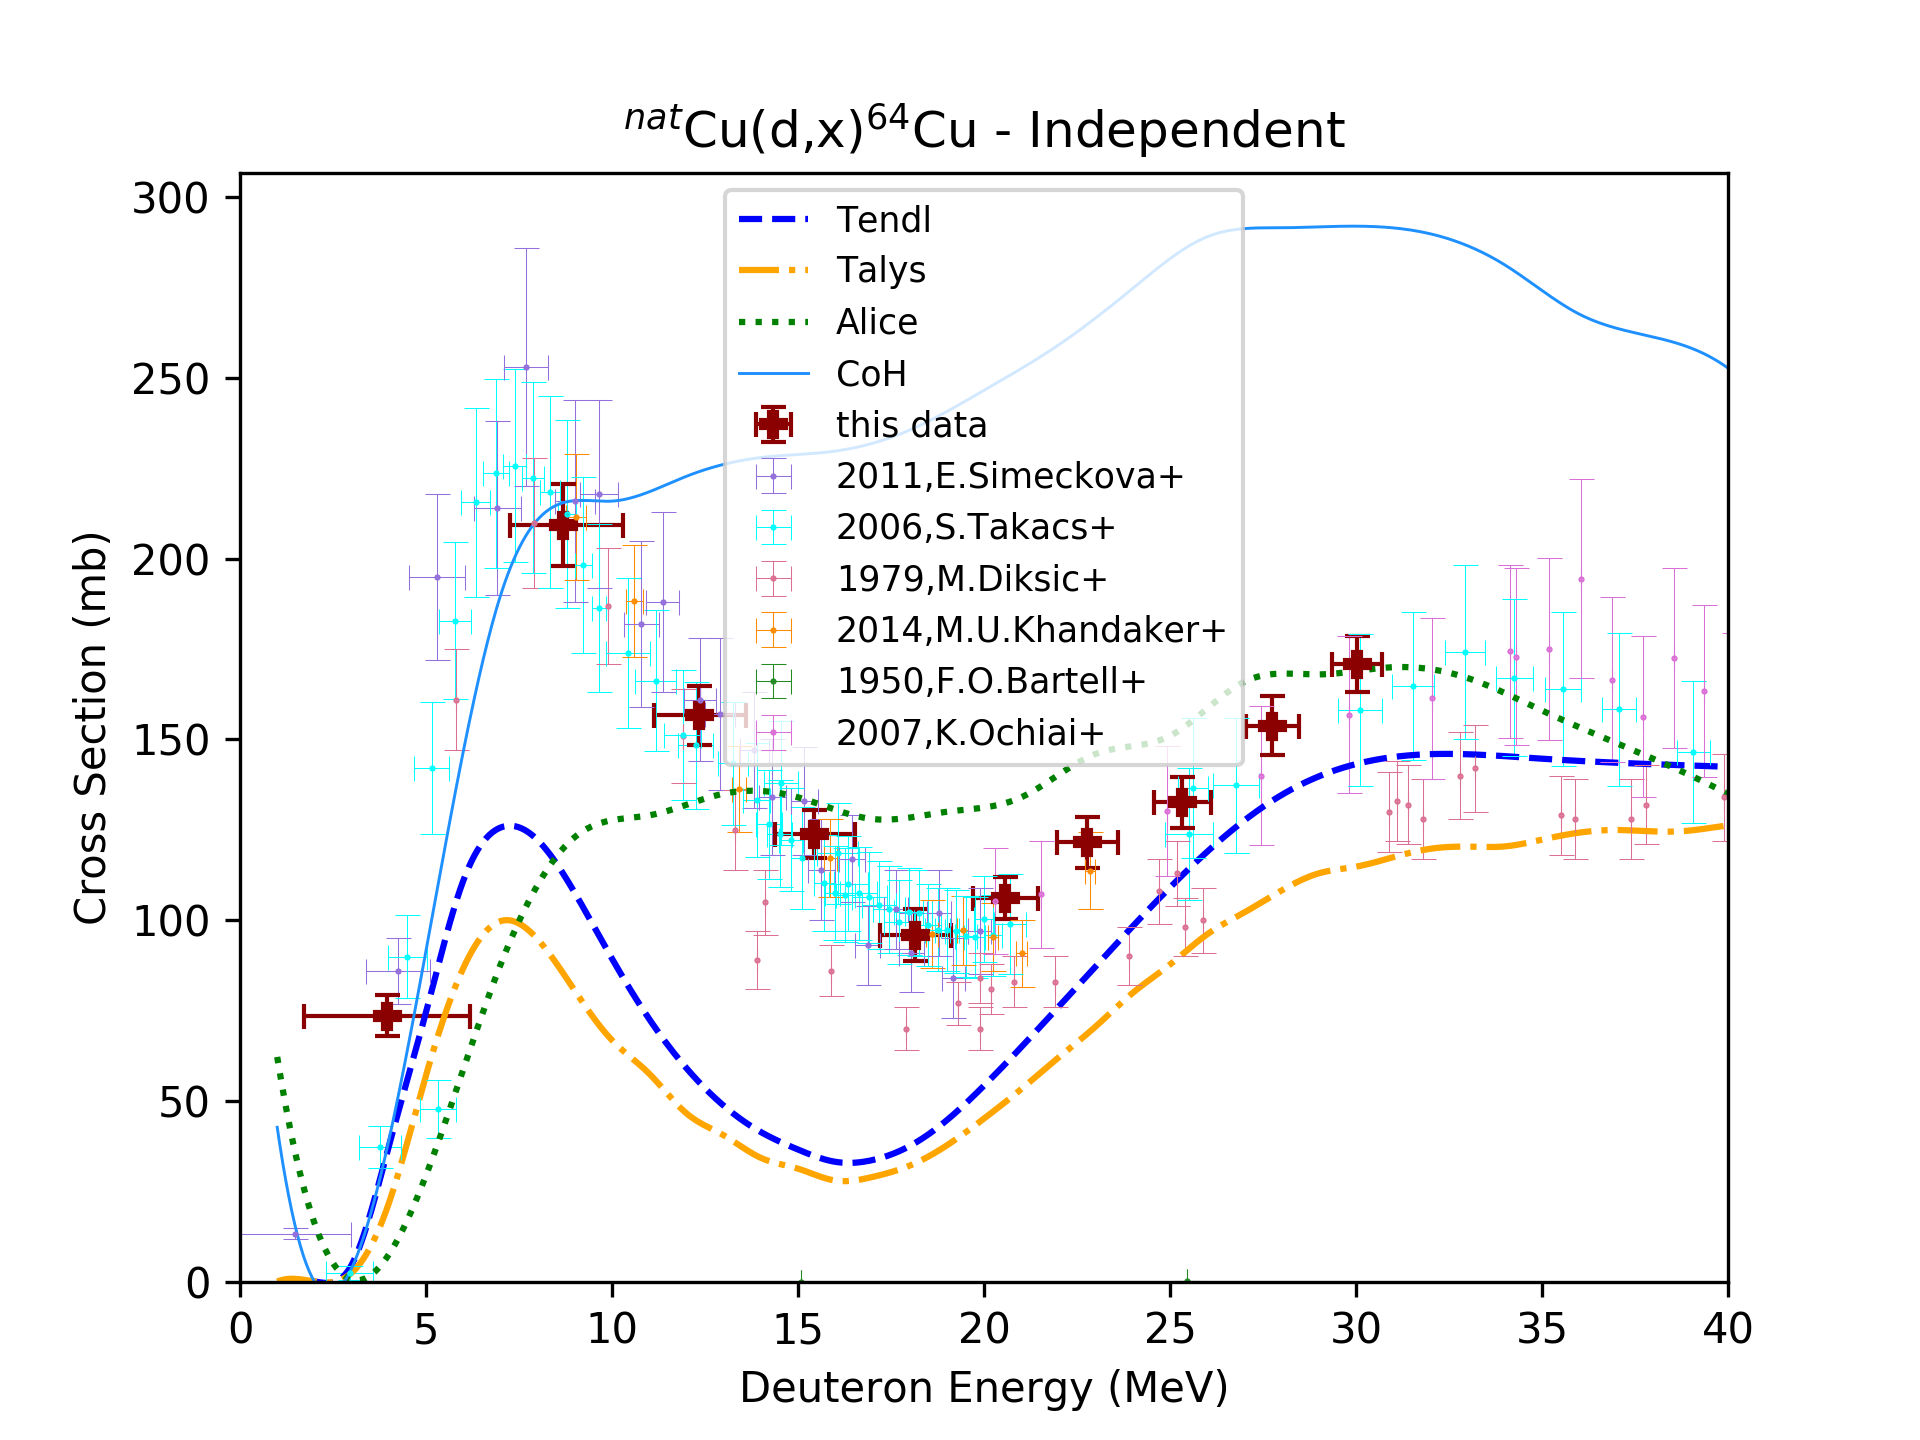 natCu(d,x)64Cu - Independent
300
250
200
150
100
50
0
Cross Section (mb)
Tendl
Talys
Alice
CoH
this data
2011,E.Simeckova+
2006,S.Takacs+
1979,M.Diksic+
2014,M.U.Khandaker+
1950,F.O.Bartell+
2007,K.Ochiai+
0 5 10 15 20 25 30 35 40
Deuteron Energy (MeV)